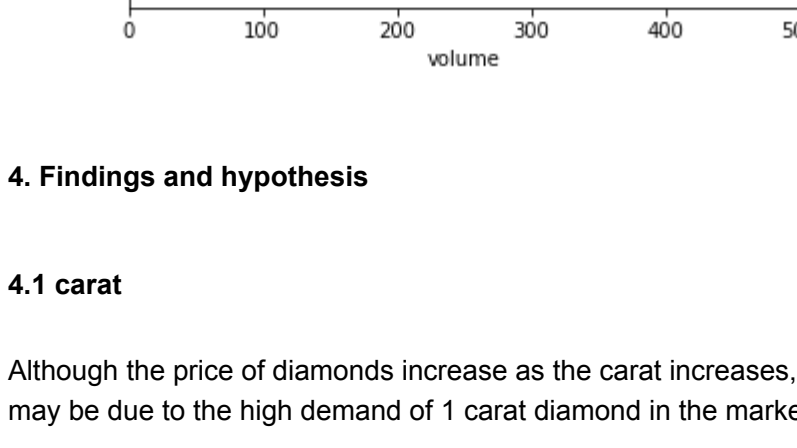 0 100 200 300 400
volume
4. Findings and hypothesis
4.1 carat
Although the price of diamonds increase as the carat increases,
may be due to the high demand of 1 carat diamond in the